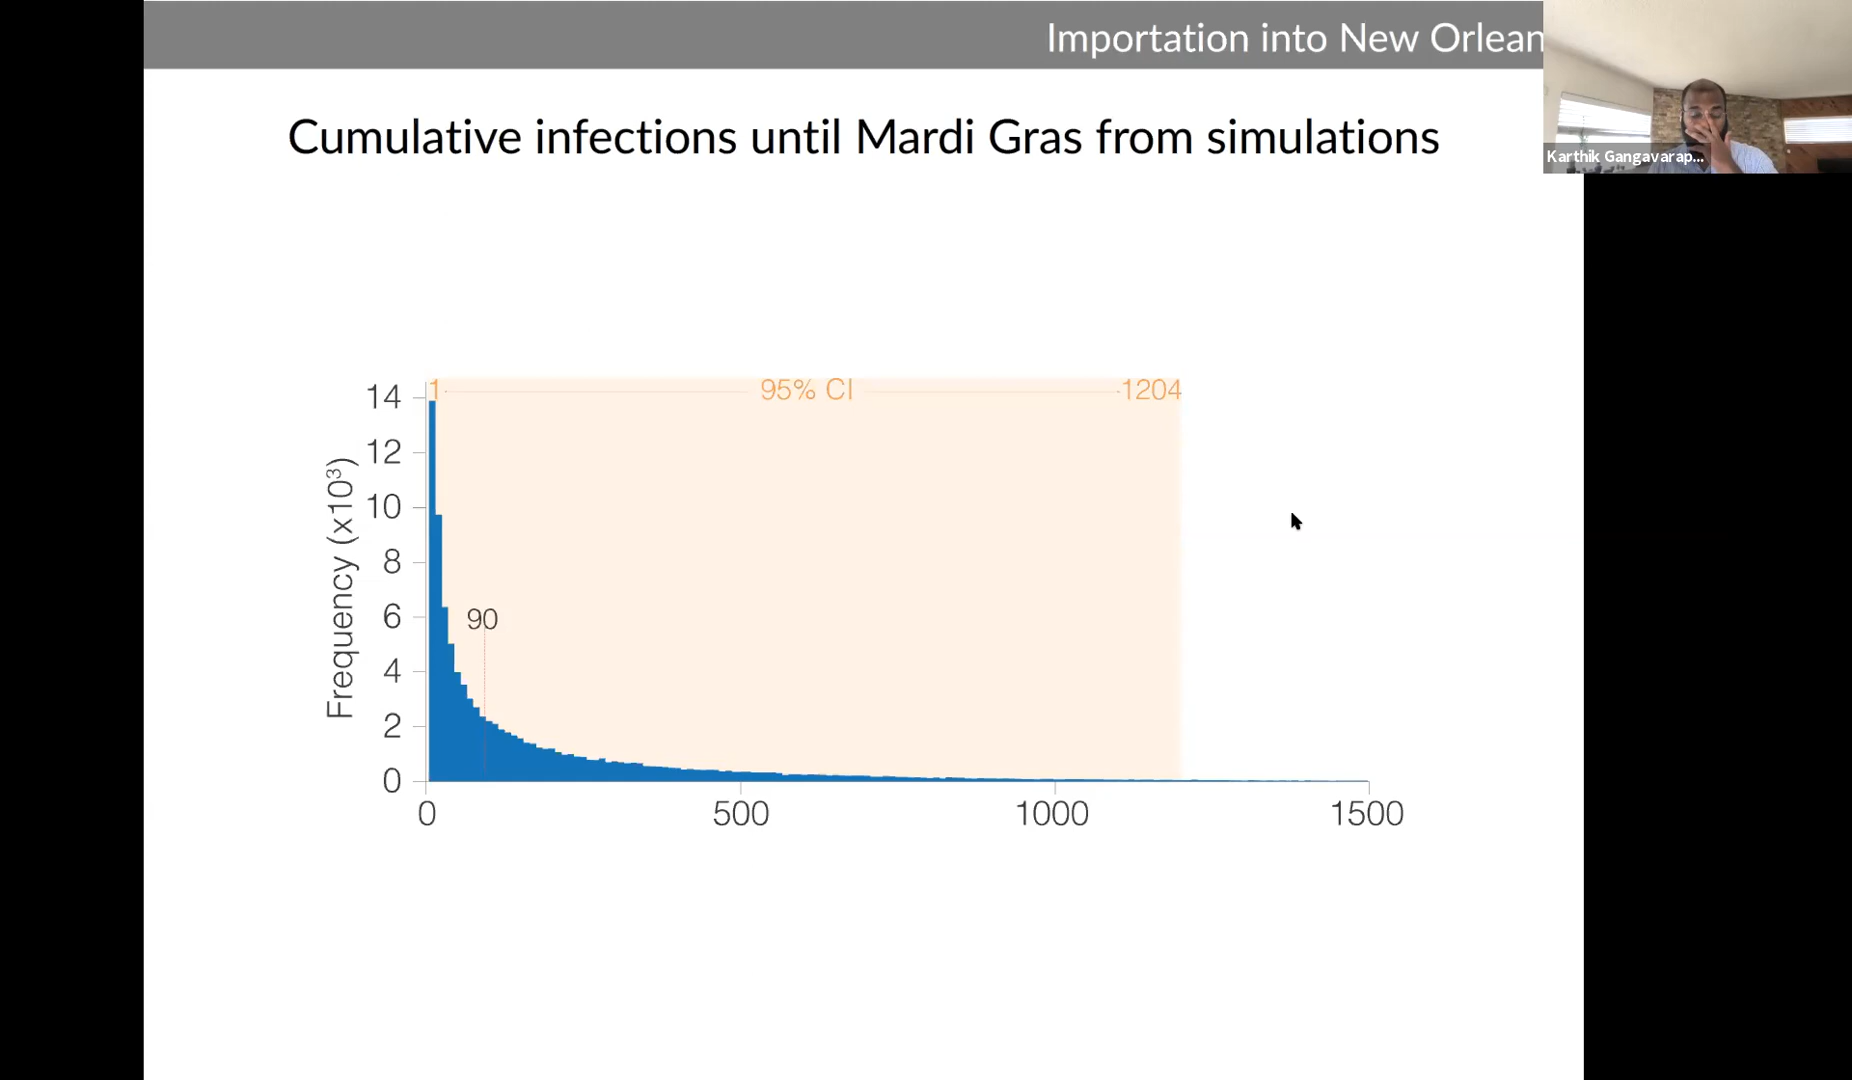 Importation into New Orlean
Karthik Gangavarap...
Cumulative infections until Mardi Gras from simulations
1 95% CI 1204
14
12
10
8
6
4
2
0
Frequency (x10³)
90
0 500 1000 1500